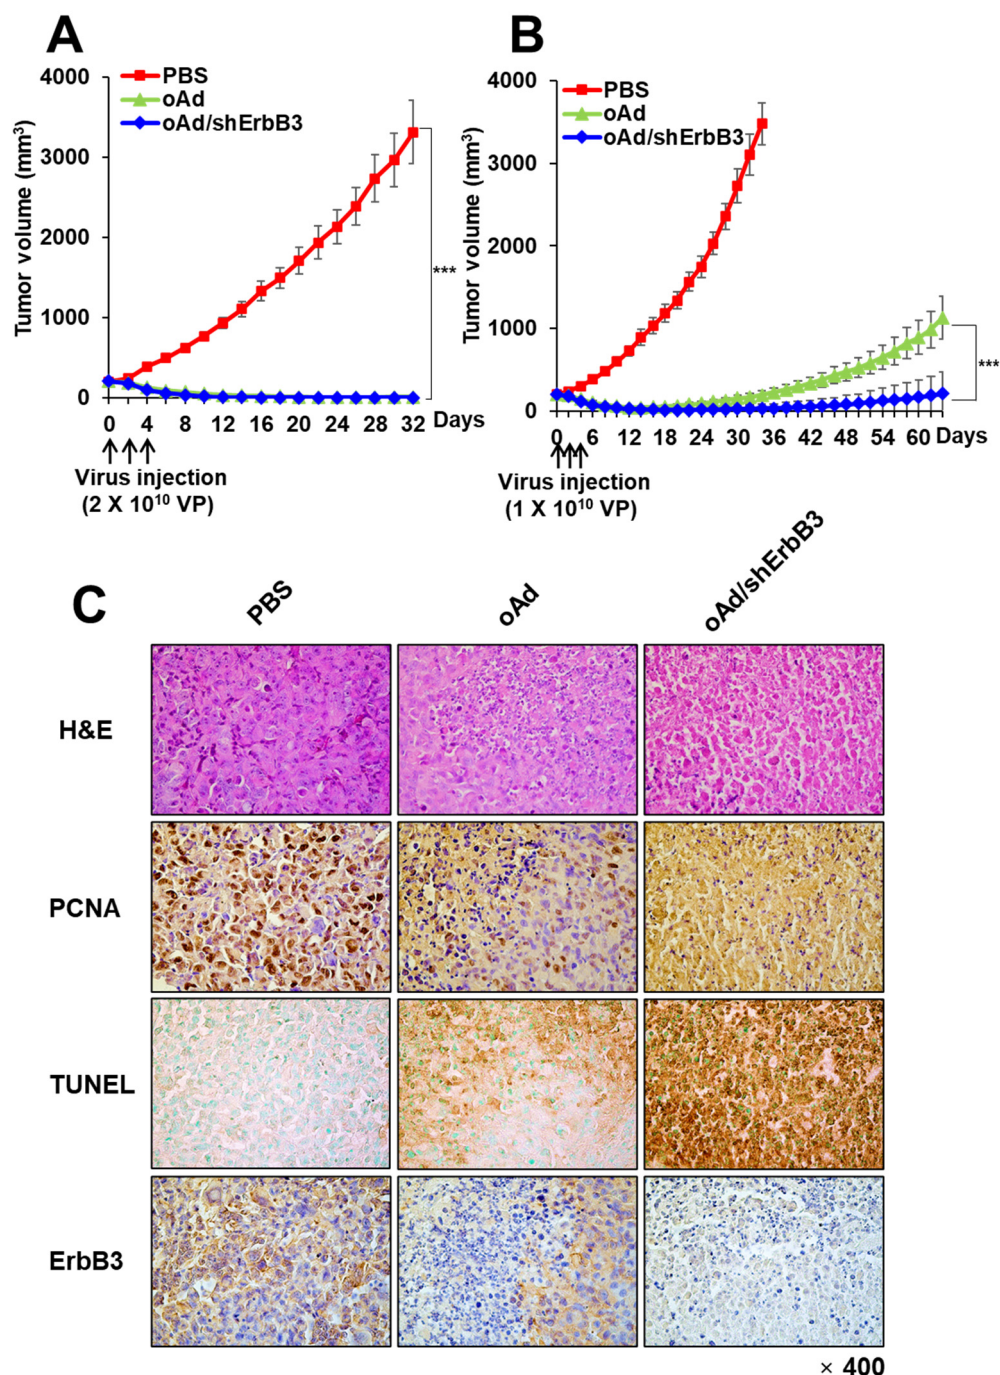 A
PBS
oAd
oAd/shErbB3
Tumor volume (mm³)
4000
3000
2000
1000
0
***
0 4 8 12 16 20 24 28 32 Days
Virus injection
(2 X 10¹⁰ VP)
B
PBS
oAd
oAd/shErbB3
Tumor volume (mm³)
4000
3000
2000
1000
0
***
0 6 12 18 24 30 36 42 48 54 60 Days
Virus injection
(1 X 10¹⁰ VP)
C
PBS
oAd
oAd/shErbB3
H&E
PCNA
TUNEL
ErbB3
× 400